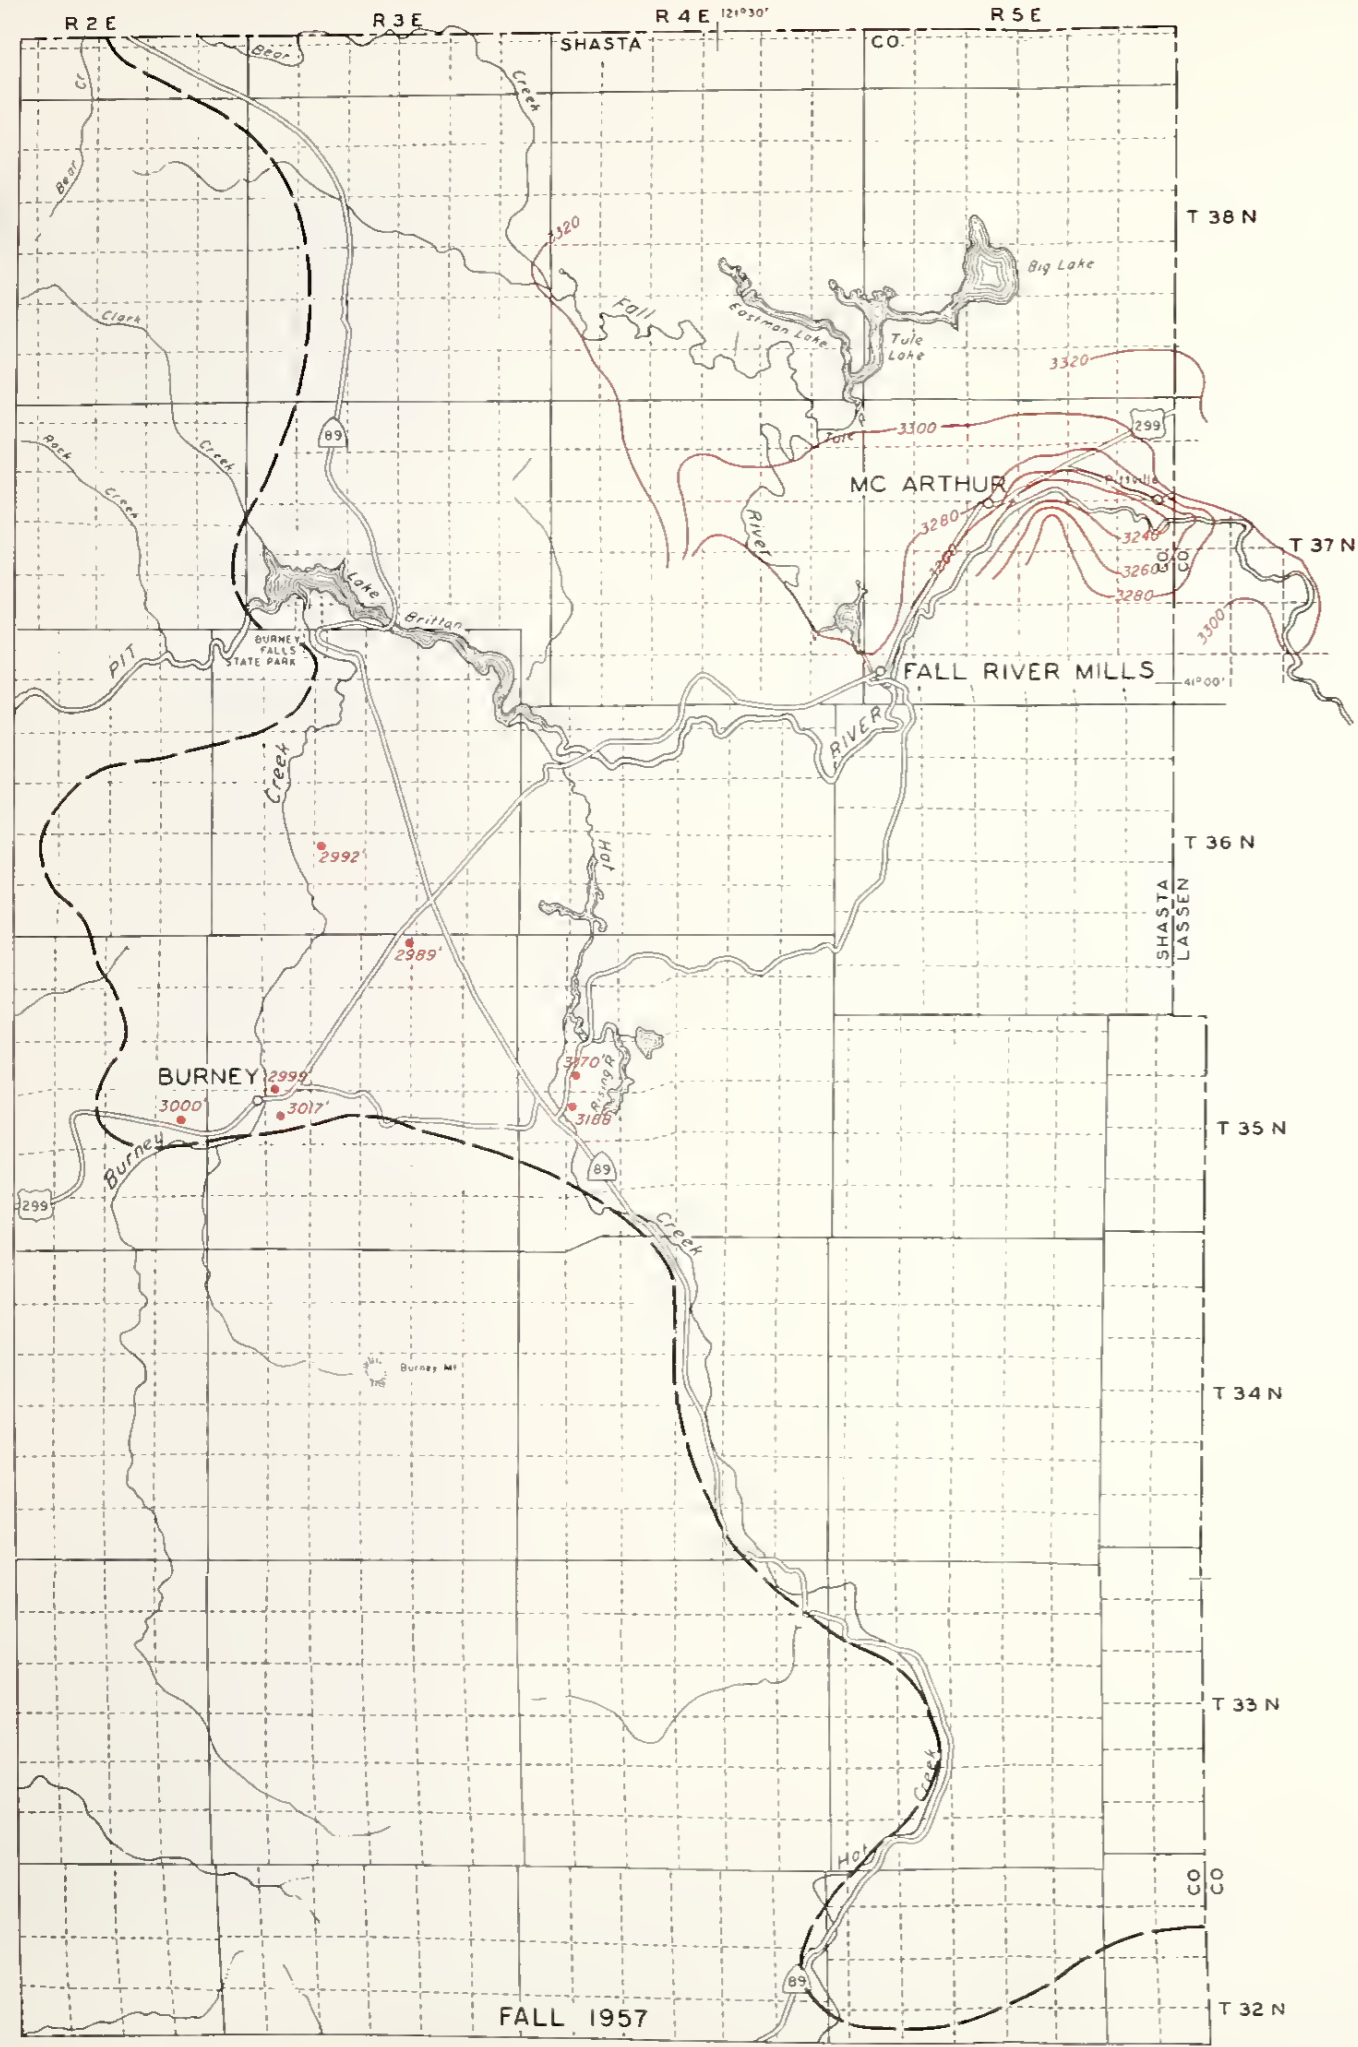 R 2 E
R 3 E
R 4 E
121°30'
R 5 E
SHASTA
CO.
Bear
Creek
Cr
Bear
T 38 N
3320
Big Lake
Fall
Eastman Lake
Tule
Lake
Clark
3320
Creek
89
299
3300
Tule
R
Rock
Creek
MC ARTHUR
Pittville
River
3280
3260
3240
3260
3280
CO.
CO.
T 37 N
Lake
Britton
3300
BURNEY
FALLS
STATE PARK
PIT
FALL RIVER MILLS
41°00'
RIVER
Creek
2992'
Hat
T 36 N
SHASTA
LASSEN
2989'
BURNEY
2999'
3170'
Rising R
3000'
3017'
3188'
T 35 N
Burney
89
299
Creek
Burney Mt
T 34 N
T 33 N
Creek
Hat
CO
CO
89
FALL 1957
T 32 N